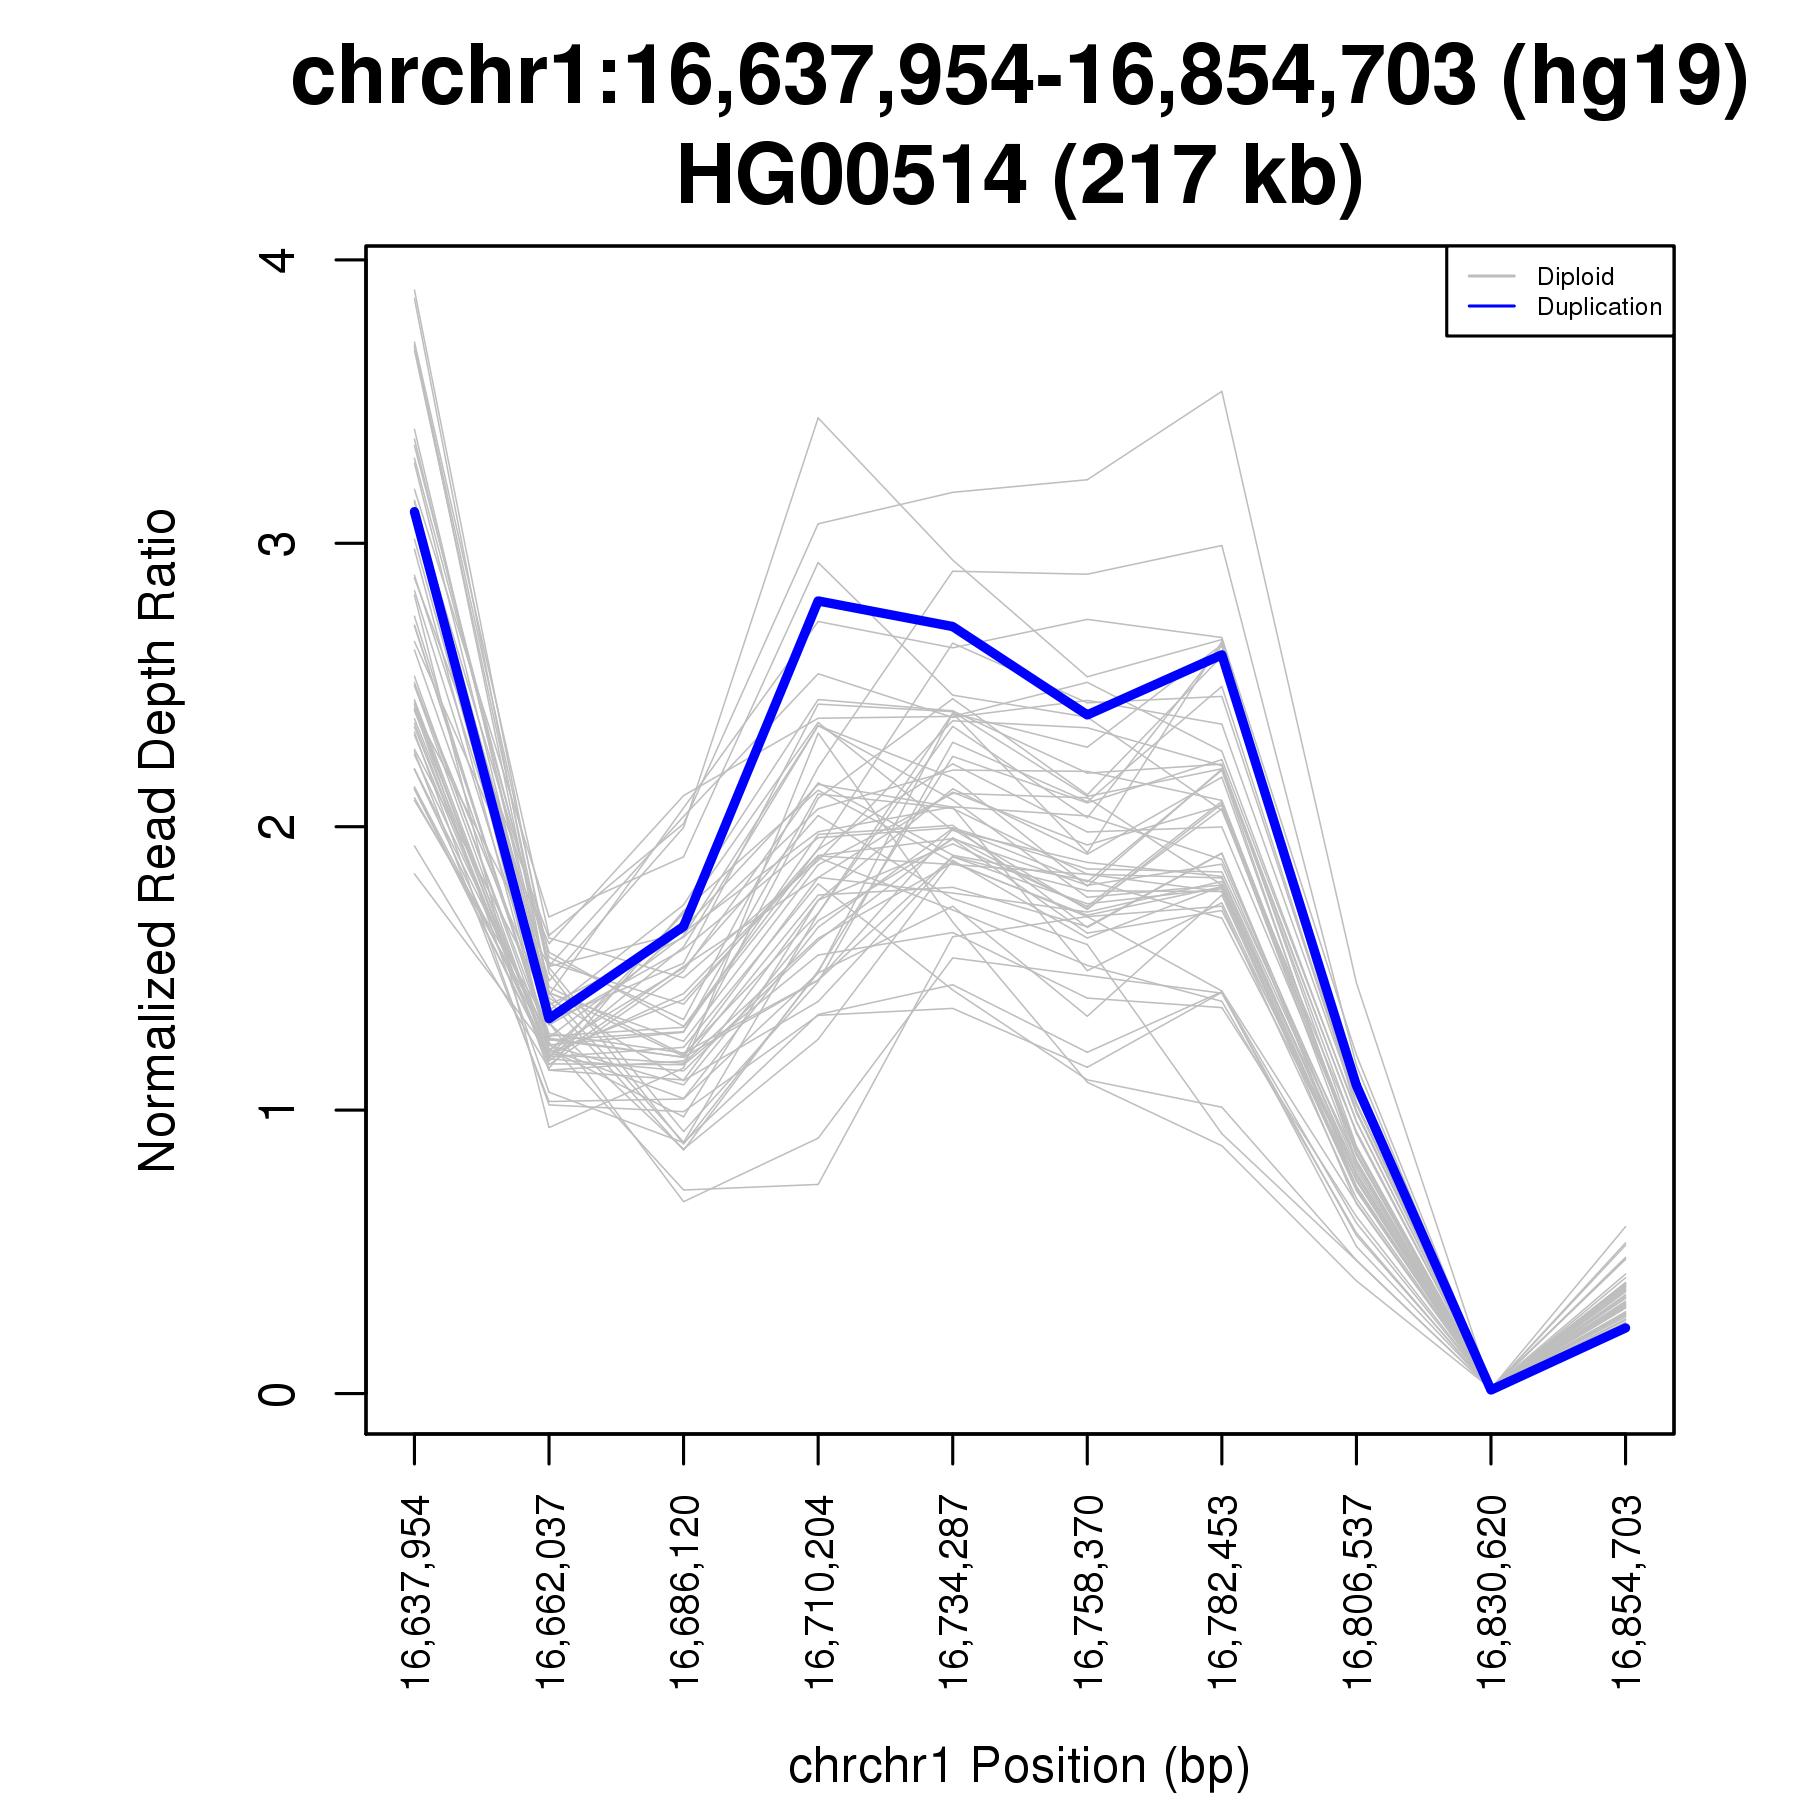 chrchr1:16,637,954-16,854,703 (hg19)
HG00514 (217 kb)
Diploid
Duplication
Normalized Read Depth Ratio
4
3
2
1
0
16,637,954
16,662,037
16,686,120
16,710,204
16,734,287
16,758,370
16,782,453
16,806,537
16,830,620
16,854,703
chrchr1 Position (bp)